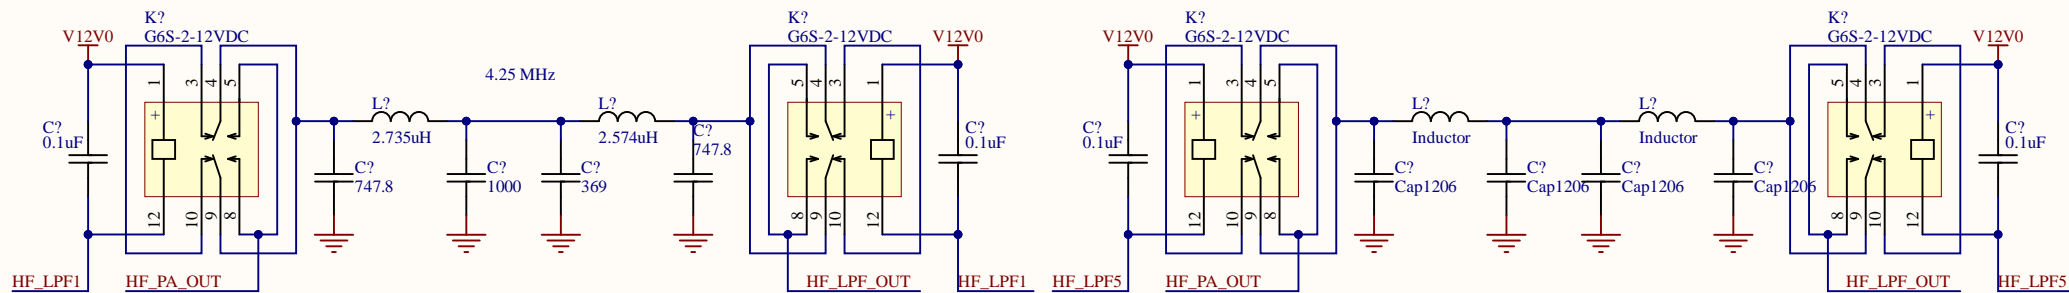 K?
G6S-2-12VDC
V12V0
1
3
4
5
+
C?
0.1uF
12
10
9
8
HF_LPF1
HF_PA_OUT
4.25 MHz
L?
2.735uH
L?
2.574uH
C?
747.8
C?
1000
C?
369
C?
747.8
K?
G6S-2-12VDC
V12V0
5
4
3
1
+
C?
0.1uF
8
9
10
12
HF_LPF_OUT
HF_LPF1
K?
G6S-2-12VDC
V12V0
1
3
4
5
+
C?
0.1uF
12
10
9
8
HF_LPF5
HF_PA_OUT
L?
Inductor
L?
Inductor
C?
Cap1206
C?
Cap1206
C?
Cap1206
C?
Cap1206
K?
G6S-2-12VDC
V12V0
5
4
3
1
+
C?
0.1uF
8
9
10
12
HF_LPF_OUT
HF_LPF5